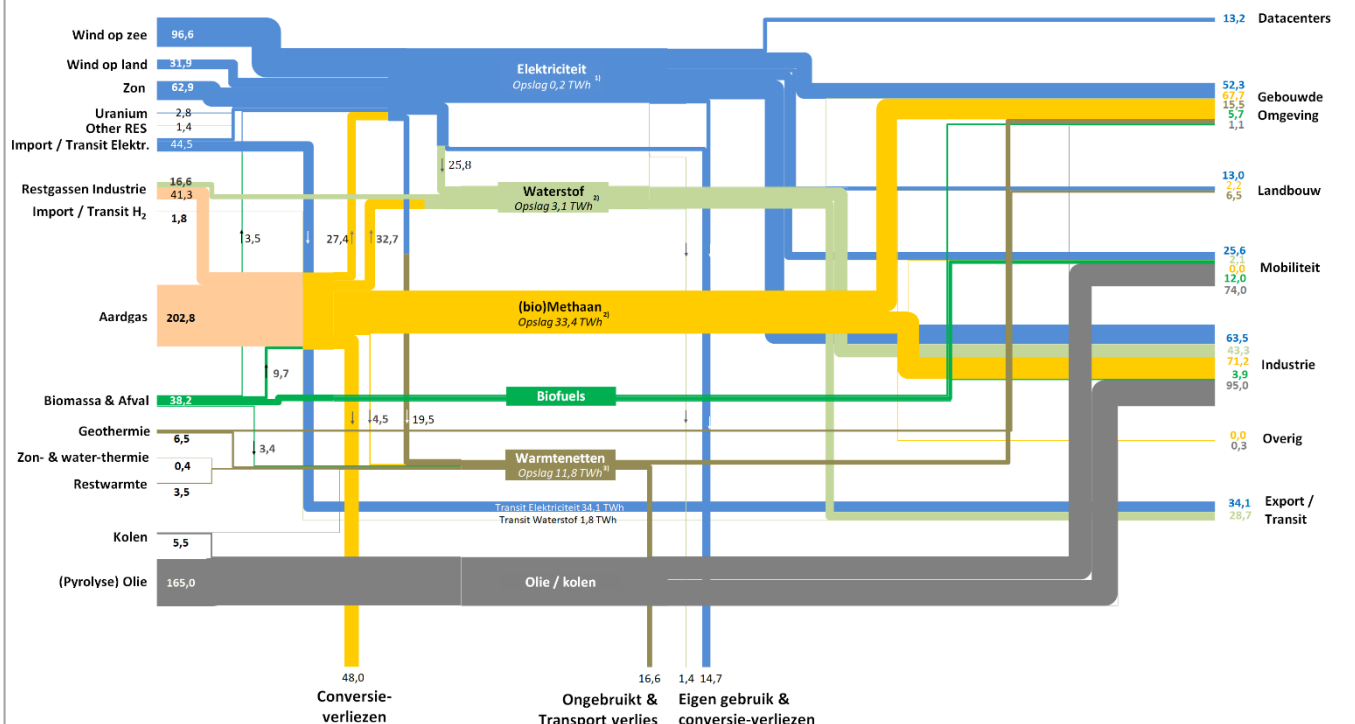 Wind op zee
96,6
Wind op land
31,9
Zon
62,9
Uranium
2,8
Other RES
1,4
Import / Transit Elektr.
44,5
Restgassen Industrie
16,6
41,3
Import / Transit H2
1,8
Aardgas
202,8
Biomassa & Afval
38,2
Geothermie
6,5
Zon- & water-thermie
0,4
Restwarmte
3,5
Kolen
5,5
(Pyrolyse) Olie
165,0
3,5
9,7
3,4
27,4
32,7
25,8
4,5
19,5
Elektriciteit
Opslag 0,2 TWh 1)
Waterstof
Opslag 3,1 TWh 2)
(bio)Methaan
Opslag 33,4 TWh 2)
Biofuels
Warmtenetten
Opslag 11,8 TWh 3)
Transit Elektriciteit 34,1 TWh
Transit Waterstof 1,8 TWh
Olie / kolen
13,2
Datacenters
52,3
67,7
15,5
5,7
1,1
Gebouwde
Omgeving
13,0
2,2
6,5
Landbouw
25,6
2,1
0,0
12,0
74,0
Mobiliteit
63,5
43,3
71,2
3,9
95,0
Industrie
0,0
0,3
Overig
34,1
28,7
Export /
Transit
48,0
Conversie-
verliezen
16,6
Ongebruikt &
Transport verlies
1,4
14,7
Eigen gebruik &
conversie-verliezen